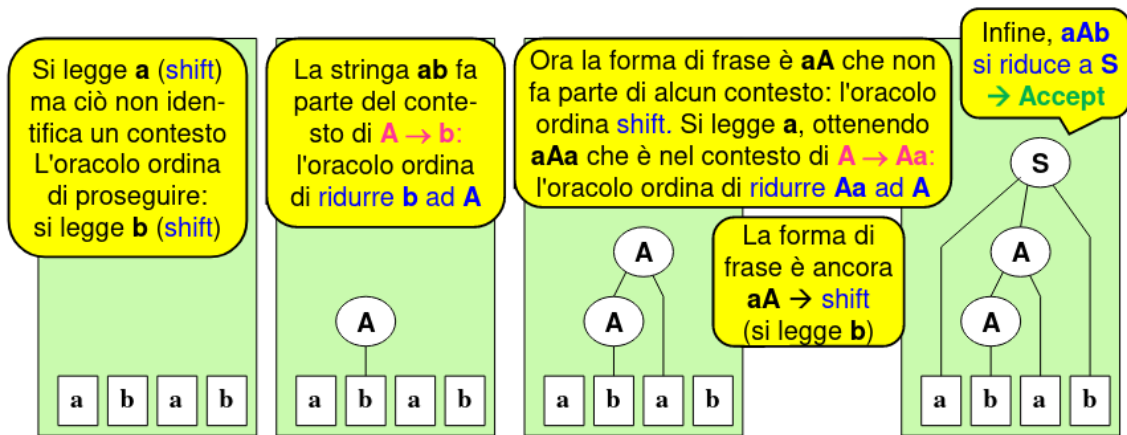 Si legge a (shift)
ma ciò non iden-
tifica un contesto
L'oracolo ordina
di proseguire:
si legge b (shift)
a b a b
La stringa ab fa
parte del conte-
sto di A → b:
l'oracolo ordina
di ridurre b ad A
A
a b a b
Ora la forma di frase è aA che non
fa parte di alcun contesto: l'oracolo
ordina shift. Si legge a, ottenendo
aAa che è nel contesto di A → Aa:
l'oracolo ordina di ridurre Aa ad A
A
A
a b a b
La forma di
frase è ancora
aA → shift
(si legge b)
Infine, aAb
si riduce a S
→ Accept
S
A
A
a b a b